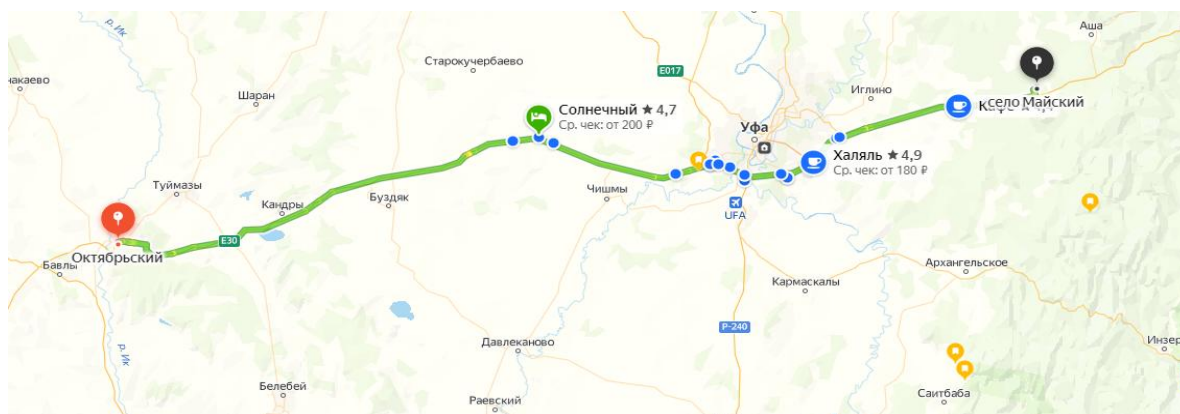 Аша
E017
Старокучербаево
накаево
р. Ик
Шаран
Иглино
село Майский
Солнечный ★ 4,7
Ср. чек: от 200 ₽
Уфа
Халяль ★ 4,9
Ср. чек: от 180 ₽
Туймазы
Чишмы
Буздяк
Кандры
UFA
E30
Октябрьский
Бавлы
Архангельское
Кармаскалы
P-240
р. Ик
Давлеканово
Инзер
Белебей
Раевский
Саитбаба